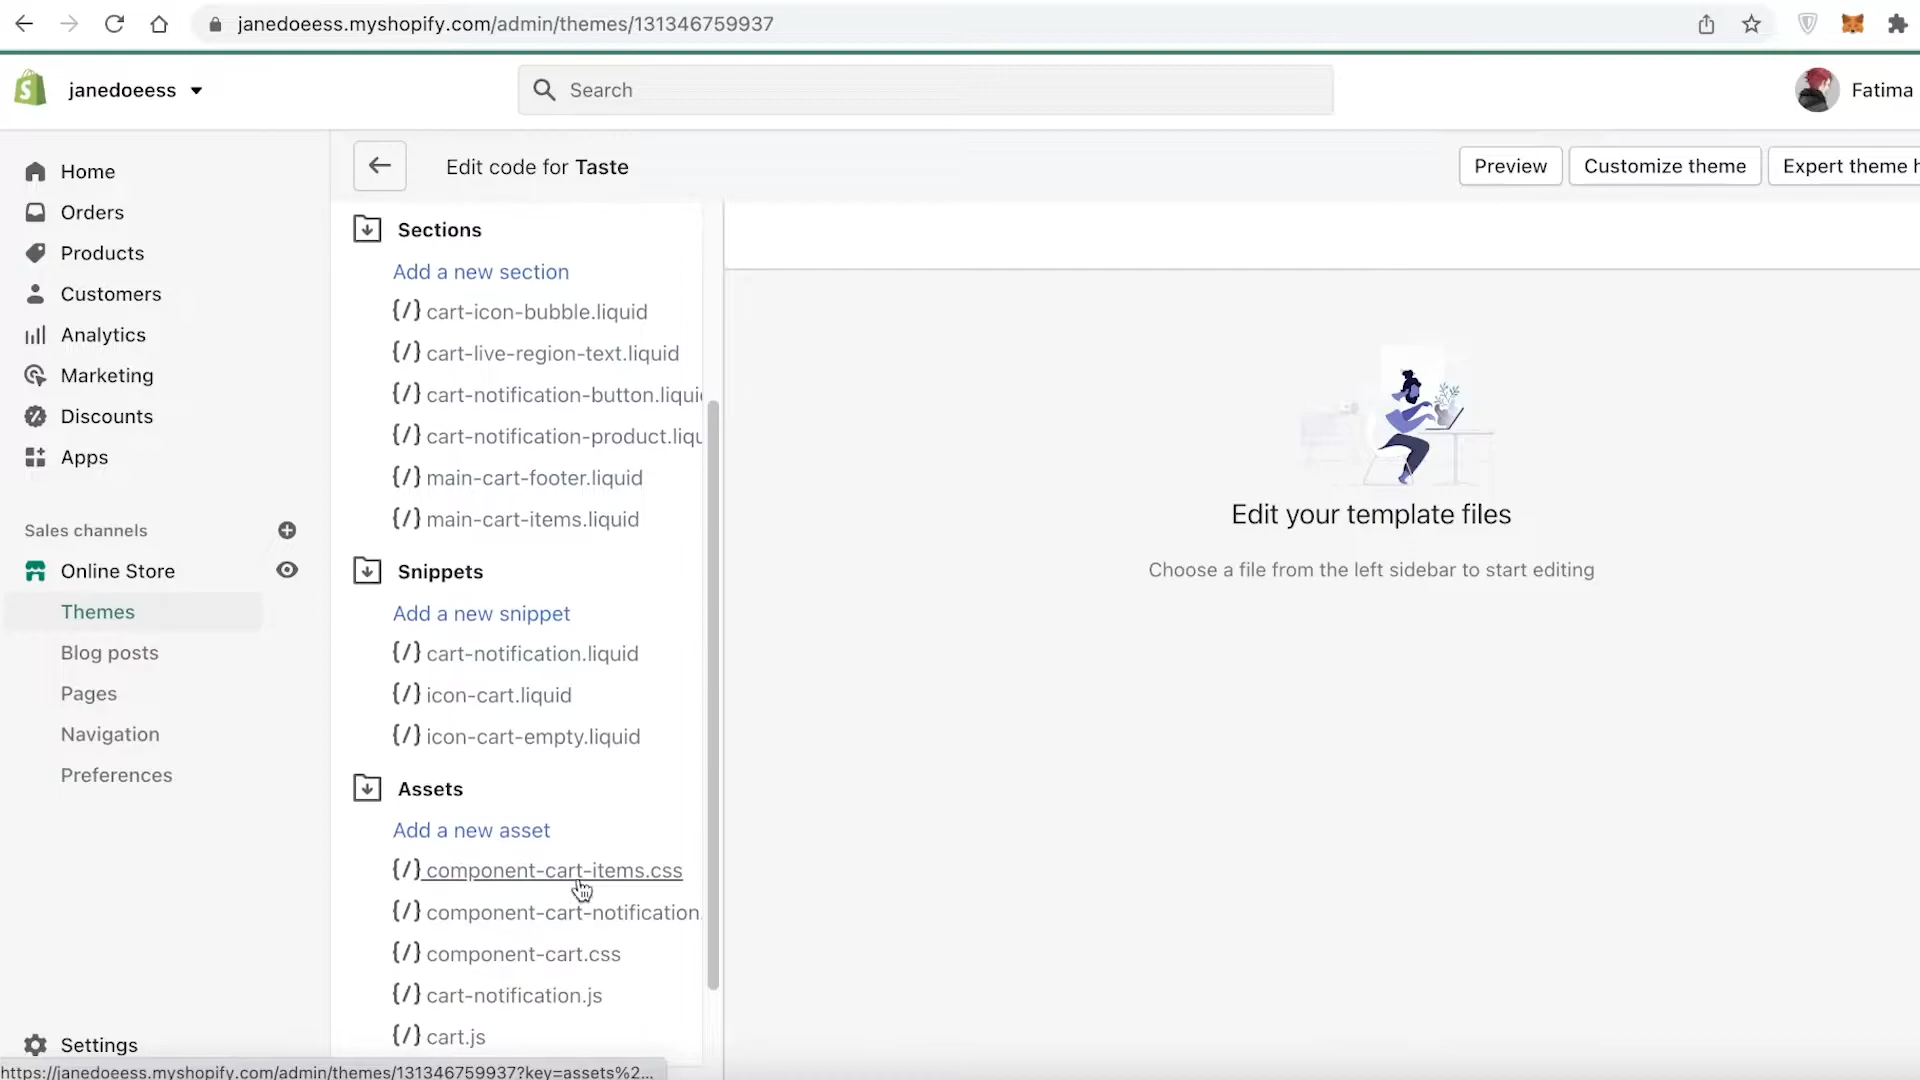 janedoeess.myshopify.com/admin/themes/131346759937
janedoeess
Search
Fatima
Home
Orders
Products
Customers
Analytics
Marketing
Discounts
Apps
Sales channels
Online Store
Themes
Blog posts
Pages
Navigation
Preferences
Settings
Edit code for Taste
Preview
Customize theme
Expert theme h
Sections
Add a new section
{/} cart-icon-bubble.liquid
{/} cart-live-region-text.liquid
{/} cart-notification-button.liqui
{/} cart-notification-product.liqu
{/} main-cart-footer.liquid
{/} main-cart-items.liquid
Snippets
Add a new snippet
{/} cart-notification.liquid
{/} icon-cart.liquid
{/} icon-cart-empty.liquid
Assets
Add a new asset
{/} component-cart-items.css
{/} component-cart-notification.
{/} component-cart.css
{/} cart-notification.js
{/} cart.js
Edit your template files
Choose a file from the left sidebar to start editing
https://janedoeess.myshopify.com/admin/themes/131346759937?key=assets%2...